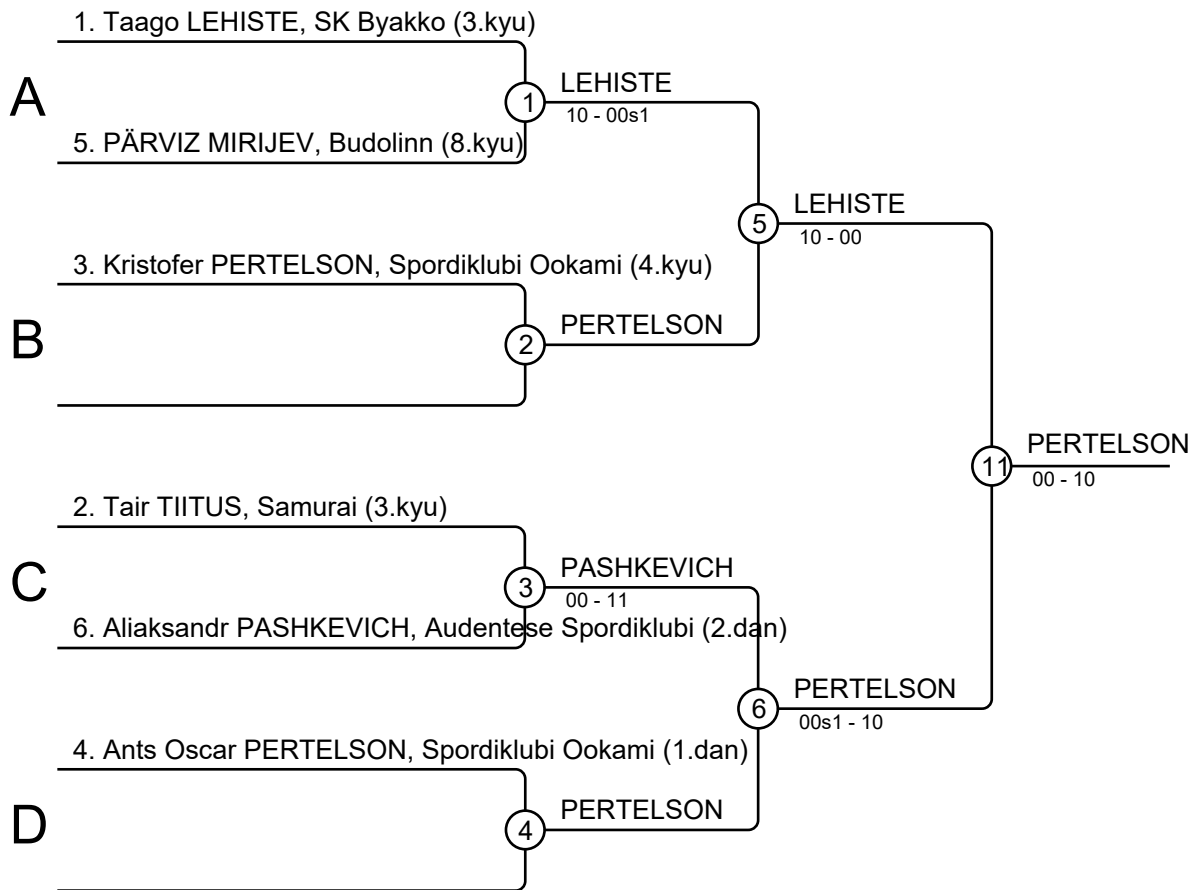 1. Taago LEHISTE, SK Byakko (3.kyu)
A
1
LEHISTE
10 - 00s1
5. PÄRVIZ MIRIJEV, Budolinn (8.kyu)
5
LEHISTE
10 - 00
3. Kristofer PERTELSON, Spordiklubi Ookami (4.kyu)
B
2
PERTELSON
11
PERTELSON
00 - 10
2. Tair TIITUS, Samurai (3.kyu)
C
3
PASHKEVICH
00 - 11
6. Aliaksandr PASHKEVICH, Audentese Spordiklubi (2.dan)
6
PERTELSON
00s1 - 10
4. Ants Oscar PERTELSON, Spordiklubi Ookami (1.dan)
D
4
PERTELSON